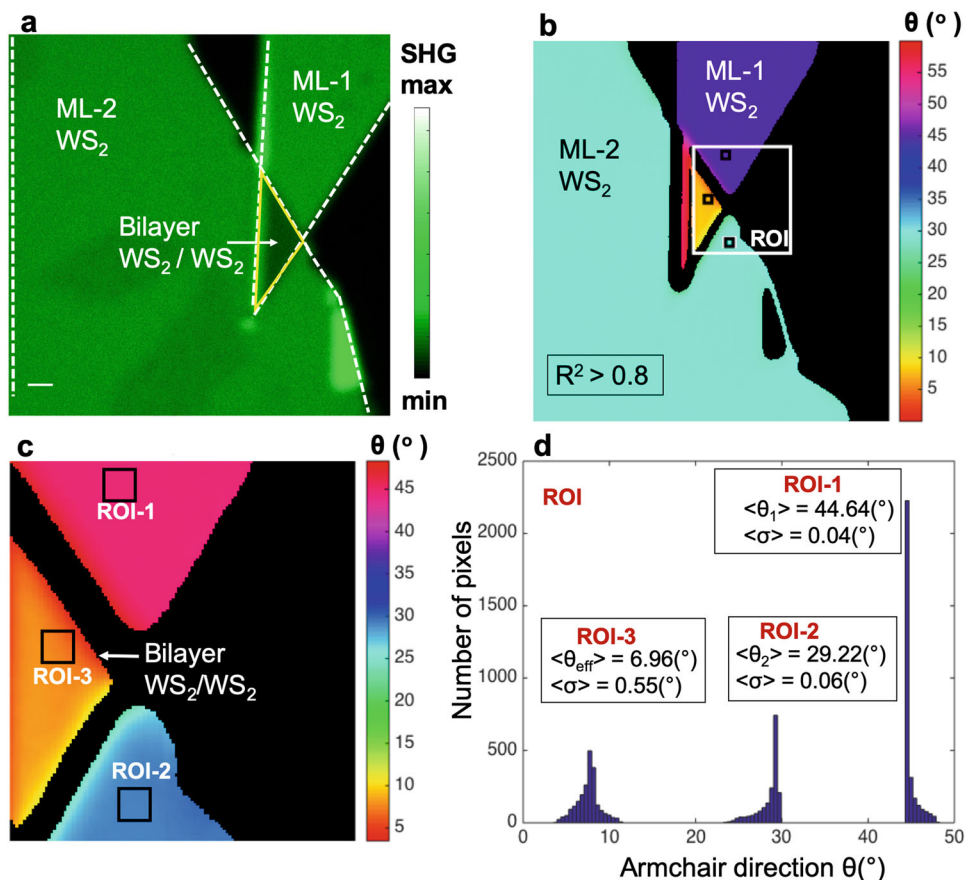 a
SHG
max
ML-2
WS2
ML-1
WS2
Bilayer
WS2 / WS2
min
b
θ (o)
ML-1
WS2
ML-2
WS2
ROI
R2 > 0.8
55
50
45
40
35
30
25
20
15
10
5
c
θ (o)
ROI-1
ROI-3
Bilayer
WS2/WS2
ROI-2
45
40
35
30
25
20
15
10
5
d
Number of pixels
2500
2000
1500
1000
500
0
ROI
ROI-1
<θ1> = 44.64(°)
<σ> = 0.04(°)
ROI-3
<θeff> = 6.96(°)
<σ> = 0.55(°)
ROI-2
<θ2> = 29.22(°)
<σ> = 0.06(°)
0 10 20 30 40 50
Armchair direction θ(°)